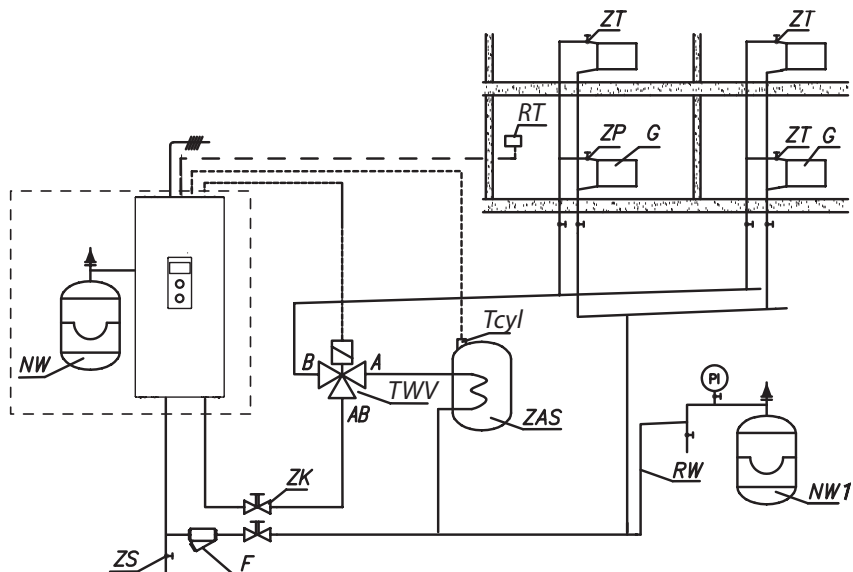 ZT ZT
RT
ZP G ZT G
Tcyl
PI
NW
B A
TWV
AB
ZAS
ZK
RW
NW1
ZS F